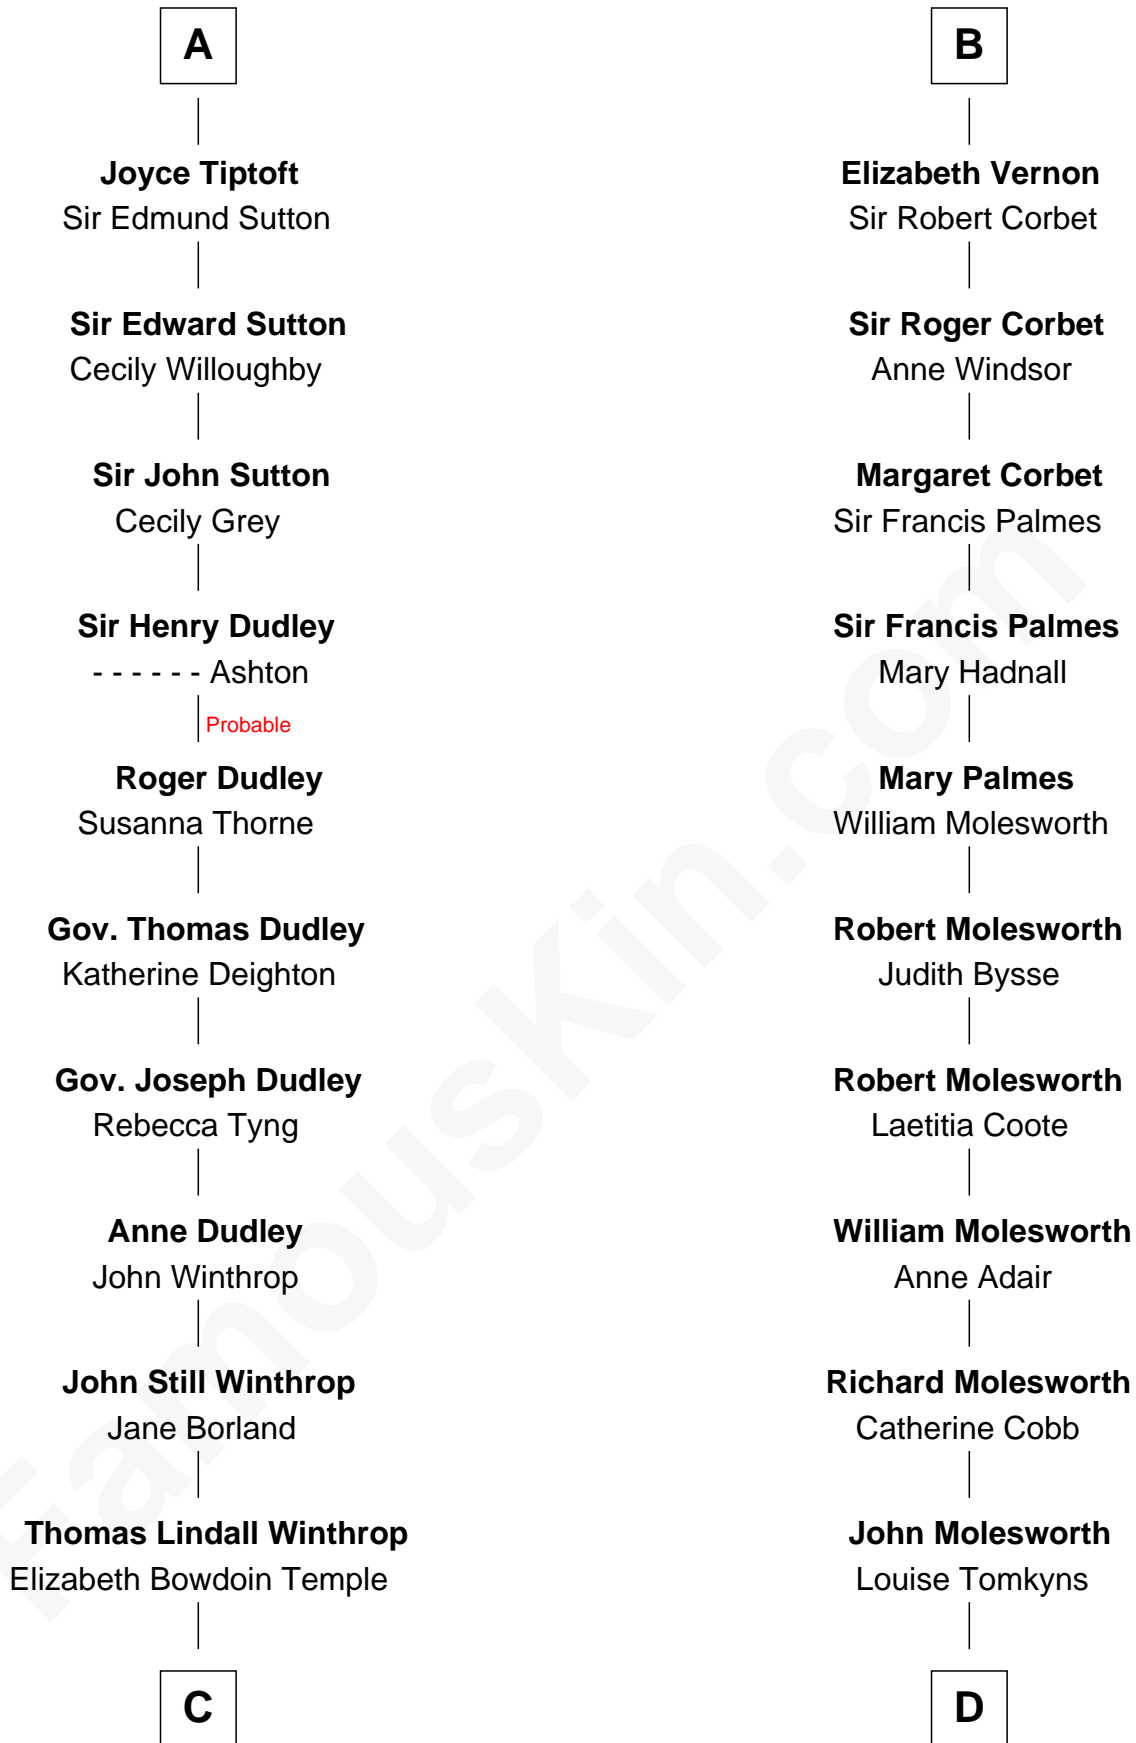 A
Joyce Tiptoft
Sir Edmund Sutton
Sir Edward Sutton
Cecily Willoughby
Sir John Sutton
Cecily Grey
Sir Henry Dudley
- - - - - - Ashton
Probable
Roger Dudley
Susanna Thorne
Gov. Thomas Dudley
Katherine Deighton
Gov. Joseph Dudley
Rebecca Tyng
Anne Dudley
John Winthrop
John Still Winthrop
Jane Borland
Thomas Lindall Winthrop
Elizabeth Bowdoin Temple
C
B
Elizabeth Vernon
Sir Robert Corbet
Sir Roger Corbet
Anne Windsor
Margaret Corbet
Sir Francis Palmes
Sir Francis Palmes
Mary Hadnall
Mary Palmes
William Molesworth
Robert Molesworth
Judith Bysse
Robert Molesworth
Laetitia Coote
William Molesworth
Anne Adair
Richard Molesworth
Catherine Cobb
John Molesworth
Louise Tomkyns
D
FamousKin.com